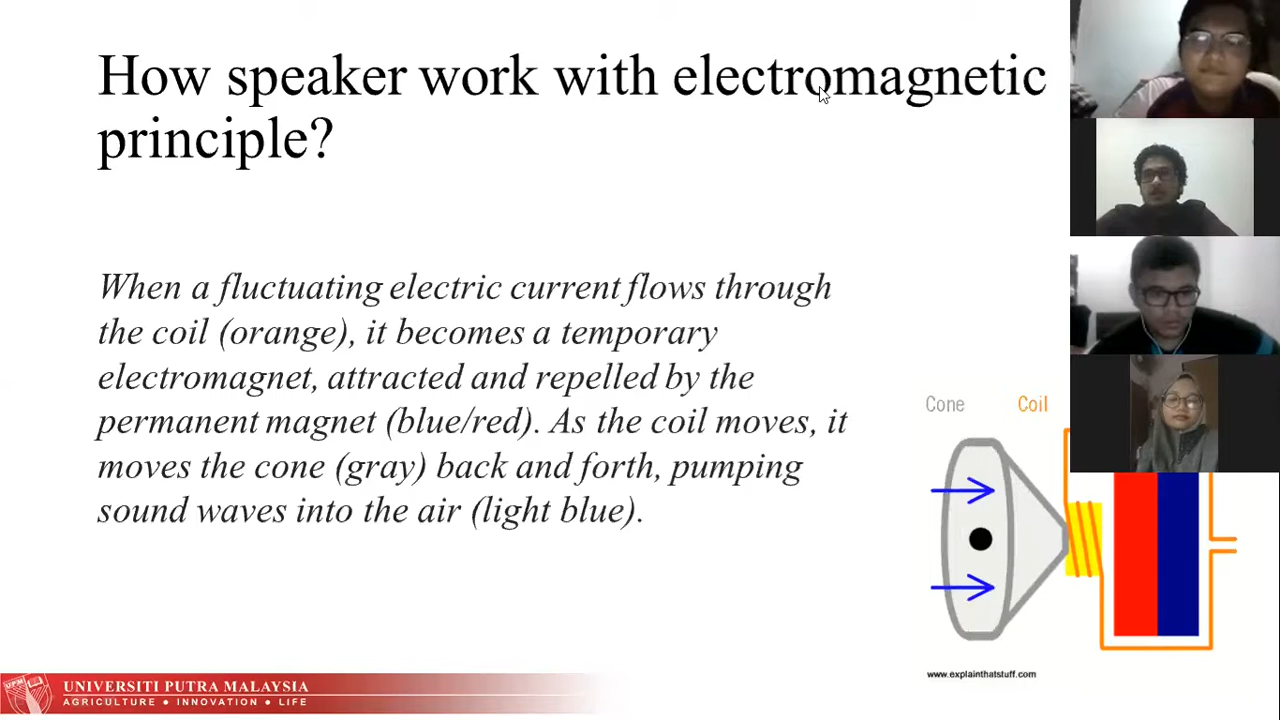 How speaker work with electromagnetic
principle?
When a fluctuating electric current flows through
the coil (orange), it becomes a temporary
electromagnet, attracted and repelled by the
permanent magnet (blue/red). As the coil moves, it
moves the cone (gray) back and forth, pumping
sound waves into the air (light blue).
Cone Coil
www.explainthatstuff.com
UPM
UNIVERSITI PUTRA MALAYSIA
AGRICULTURE • INNOVATION • LIFE